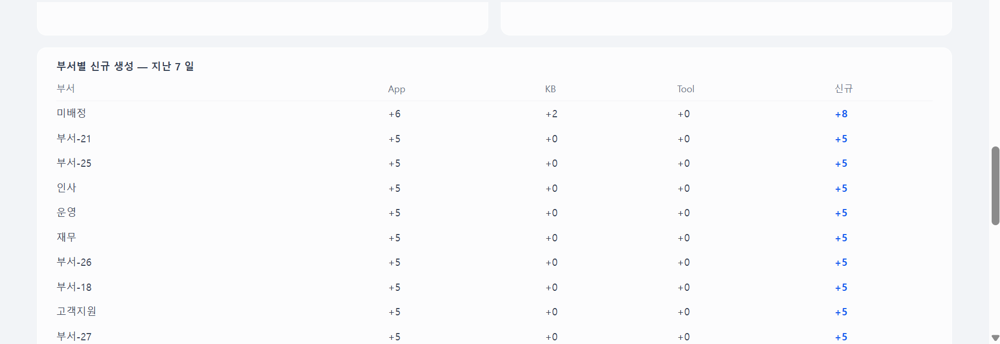 부서별 신규 생성 — 지난 7 일
부서 App KB Tool 신규
미배정 +6 +2 +0 +8
부서-21 +5 +0 +0 +5
부서-25 +5 +0 +0 +5
인사 +5 +0 +0 +5
운영 +5 +0 +0 +5
재무 +5 +0 +0 +5
부서-26 +5 +0 +0 +5
부서-18 +5 +0 +0 +5
고객지원 +5 +0 +0 +5
부서-27 +5 +0 +0 +5